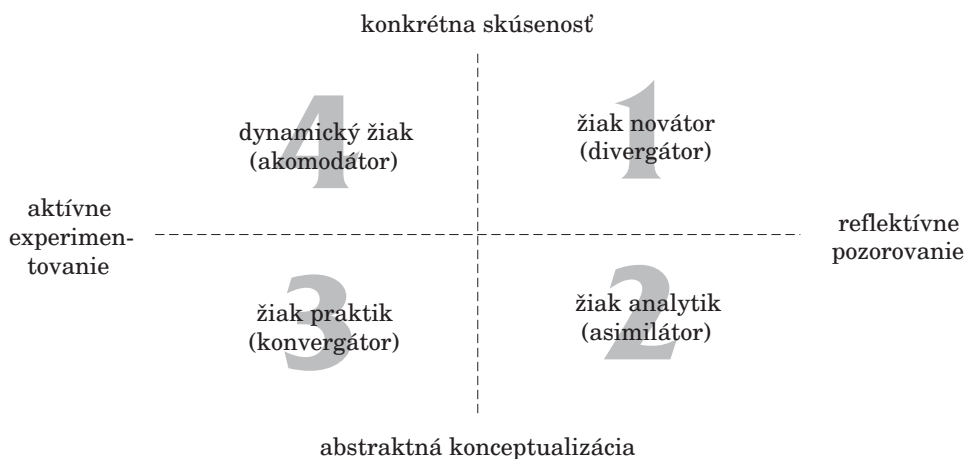 konkrétna skúsenosť
4
dynamický žiak
(akomodátor)
1
žiak novátor
(divergátor)
aktívne
experimen-
tovanie
reflektívne
pozorovanie
3
žiak praktik
(konvergátor)
2
žiak analytik
(asimilátor)
abstraktná konceptualizácia